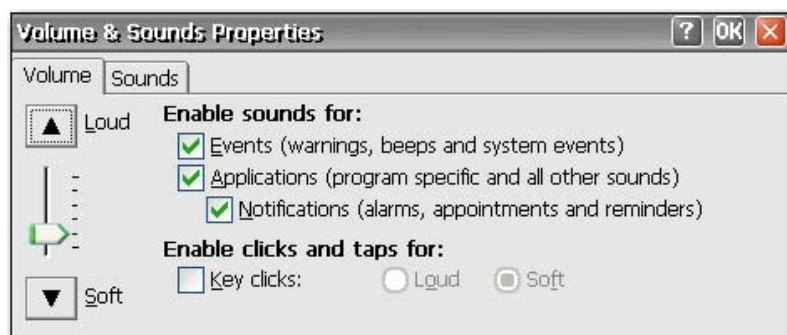 Volume & Sounds Properties ? OK
Volume Sounds
Loud
Enable sounds for:
Events (warnings, beeps and system events)
Applications (program specific and all other sounds)
Notifications (alarms, appointments and reminders)
Enable clicks and taps for:
Key clicks: Loud Soft
Soft